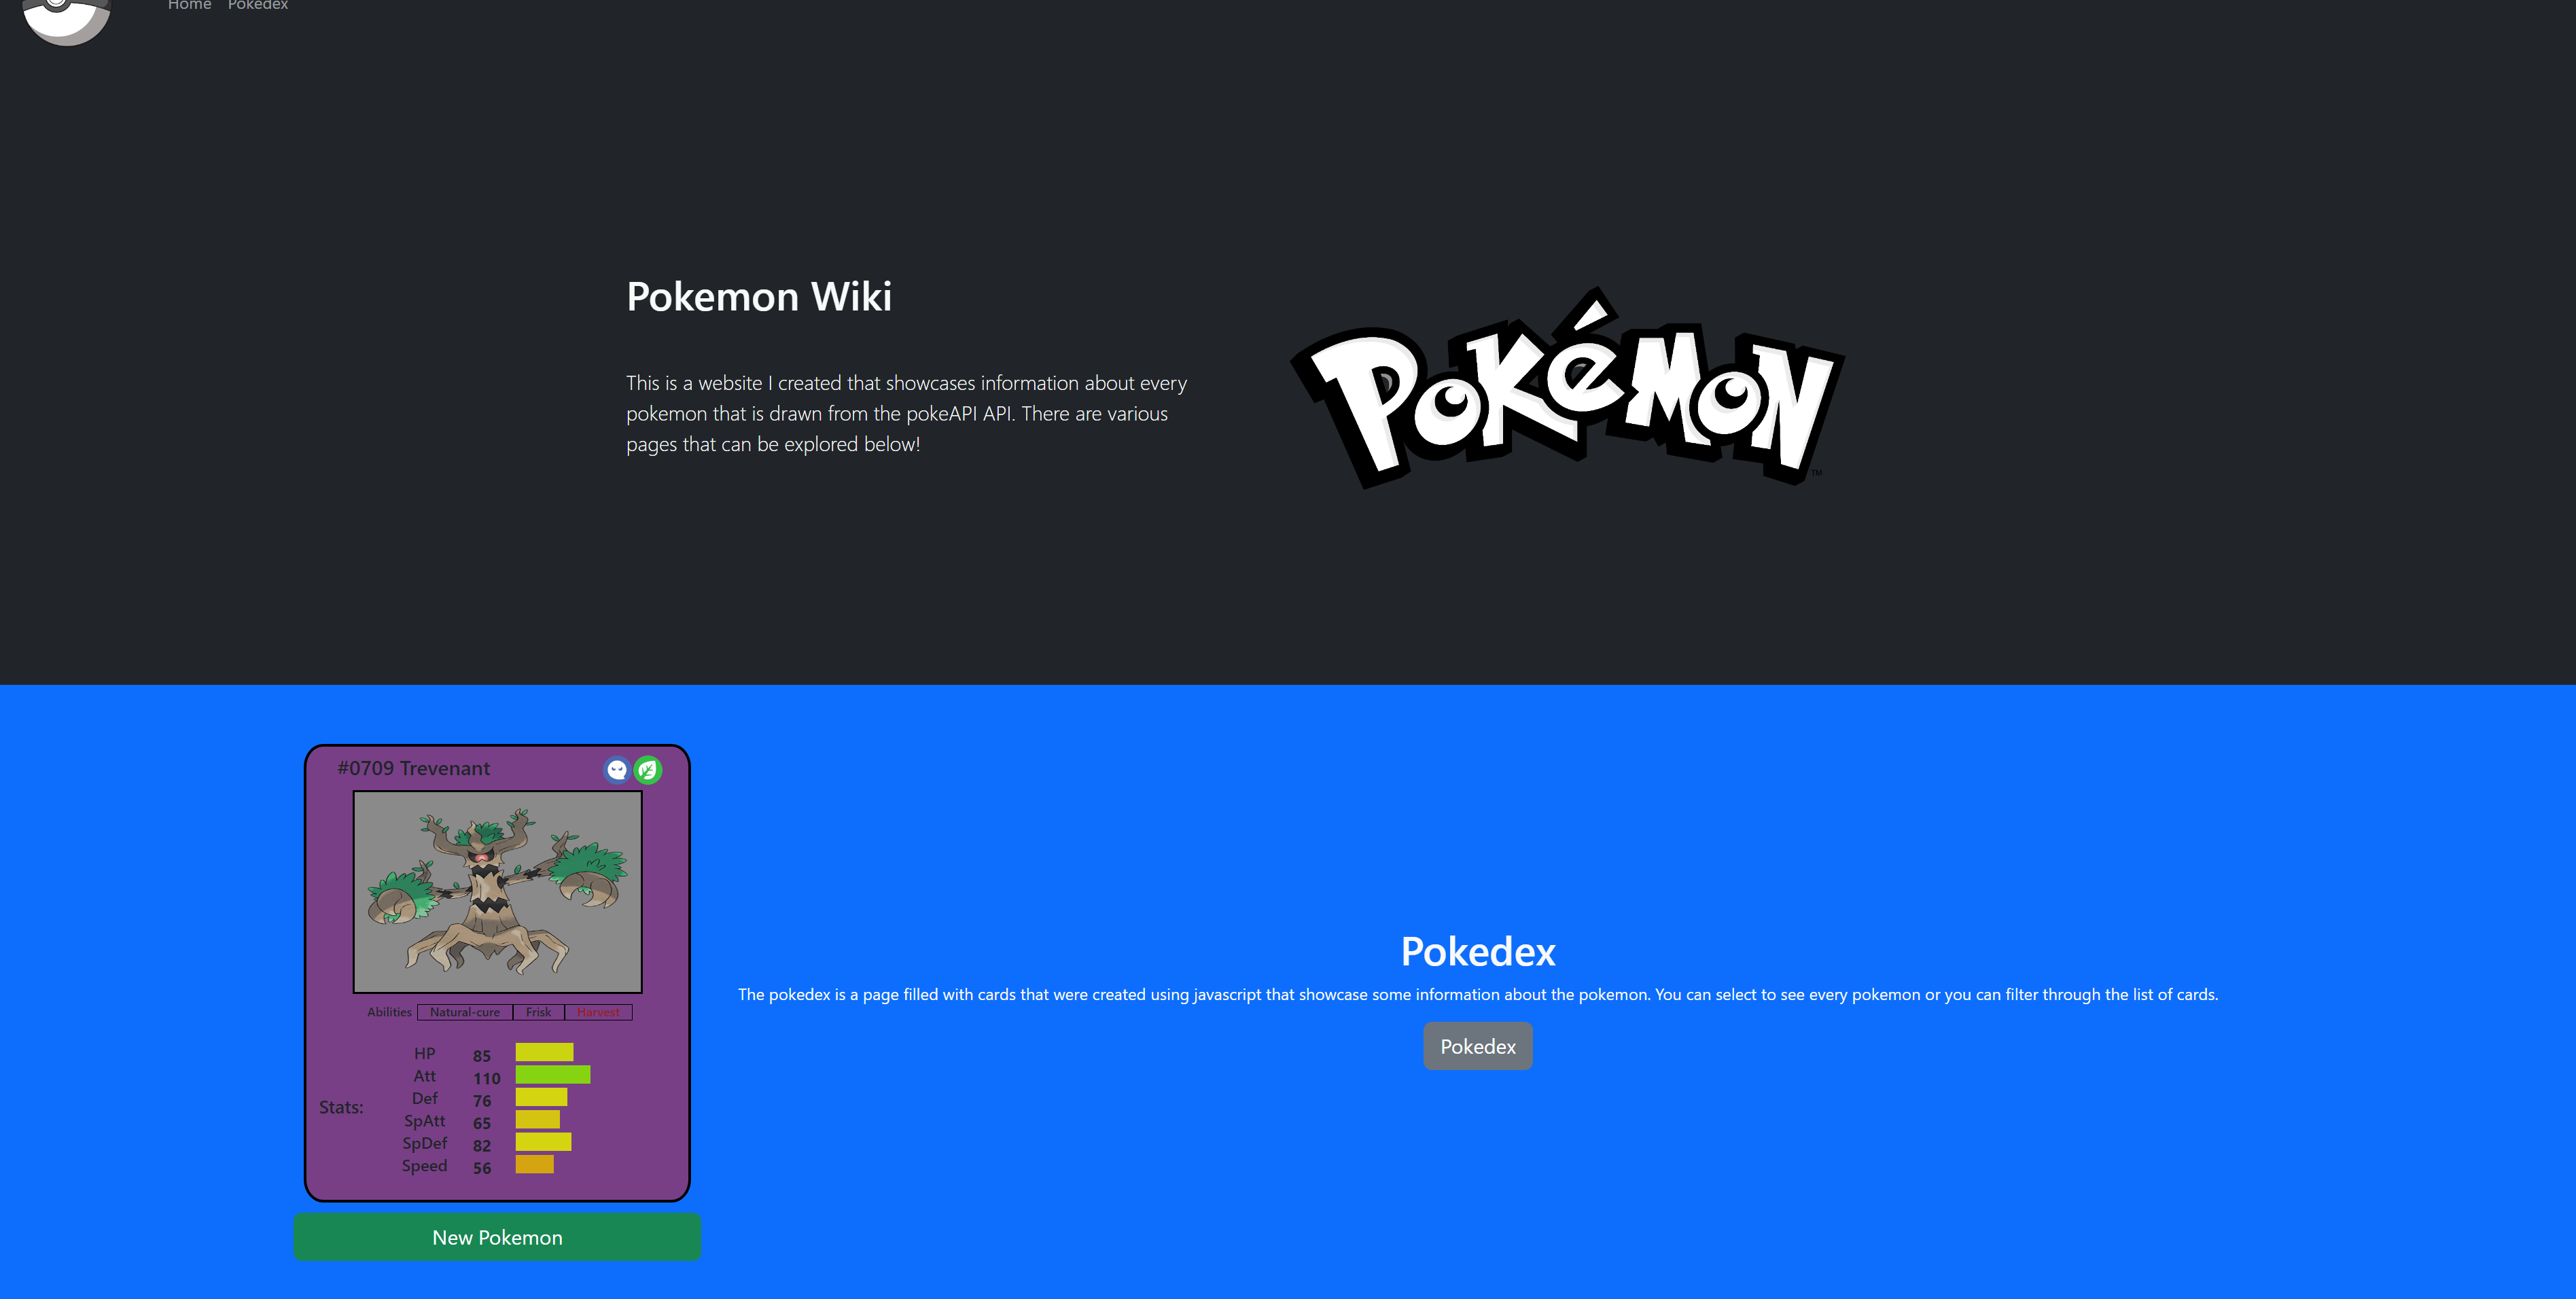 Home Pokedex
Pokemon Wiki
This is a website I created that showcases information about every
pokemon that is drawn from the pokeAPI API. There are various
pages that can be explored below!
POKéMON
TM
#0709 Trevenant
Abilities Natural-cure Frisk Harvest
Stats:
HP 85
Att 110
Def 76
SpAtt 65
SpDef 82
Speed 56
New Pokemon
Pokedex
The pokedex is a page filled with cards that were created using javascript that showcase some information about the pokemon. You can select to see every pokemon or you can filter through the list of cards.
Pokedex